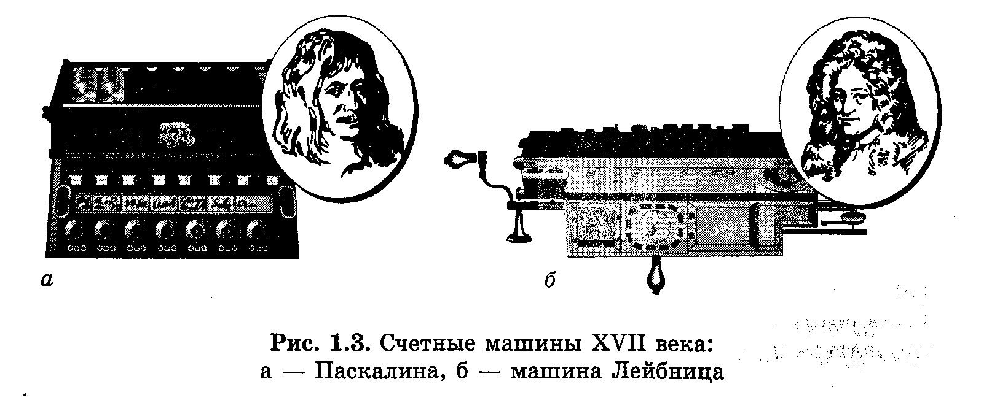 а
б
Рис. 1.3. Счетные машины XVII века:
а — Паскалина, б — машина Лейбница